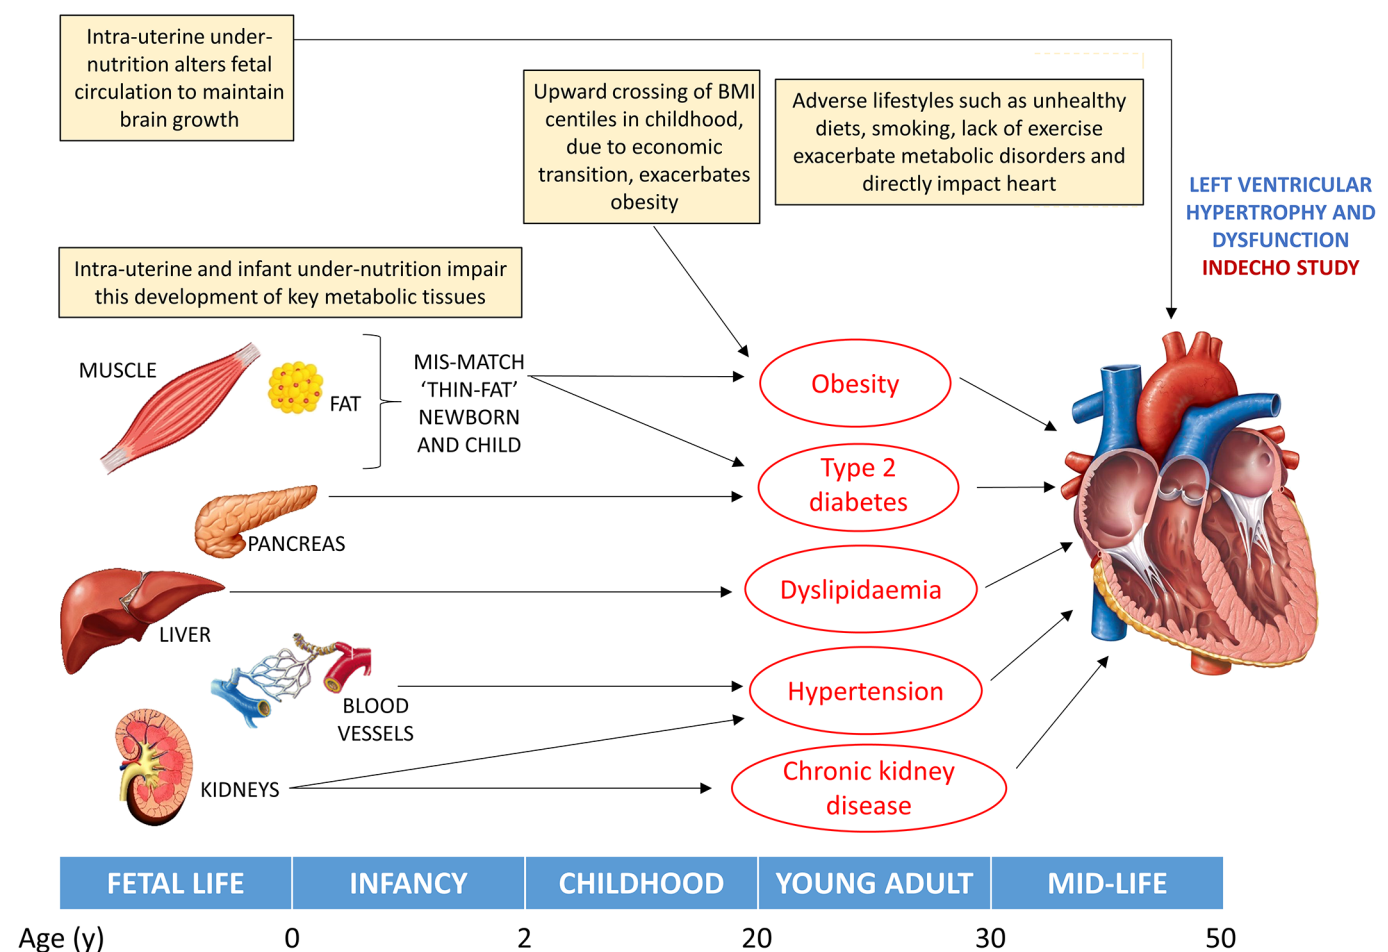 Intra-uterine under-
nutrition alters fetal
circulation to maintain
brain growth
Upward crossing of BMI
centiles in childhood,
due to economic
transition, exacerbates
obesity
Adverse lifestyles such as unhealthy
diets, smoking, lack of exercise
exacerbate metabolic disorders and
directly impact heart
LEFT VENTRICULAR
HYPERTROPHY AND
DYSFUNCTION
INDECHO STUDY
Intra-uterine and infant under-nutrition impair
this development of key metabolic tissues
MUSCLE
FAT
MIS-MATCH
‘THIN-FAT’
NEWBORN
AND CHILD
Obesity
Type 2
diabetes
PANCREAS
Dyslipidaemia
LIVER
BLOOD
VESSELS
Hypertension
KIDNEYS
Chronic kidney
disease
FETAL LIFE INFANCY CHILDHOOD YOUNG ADULT MID-LIFE
Age (y) 0 2 20 30 50